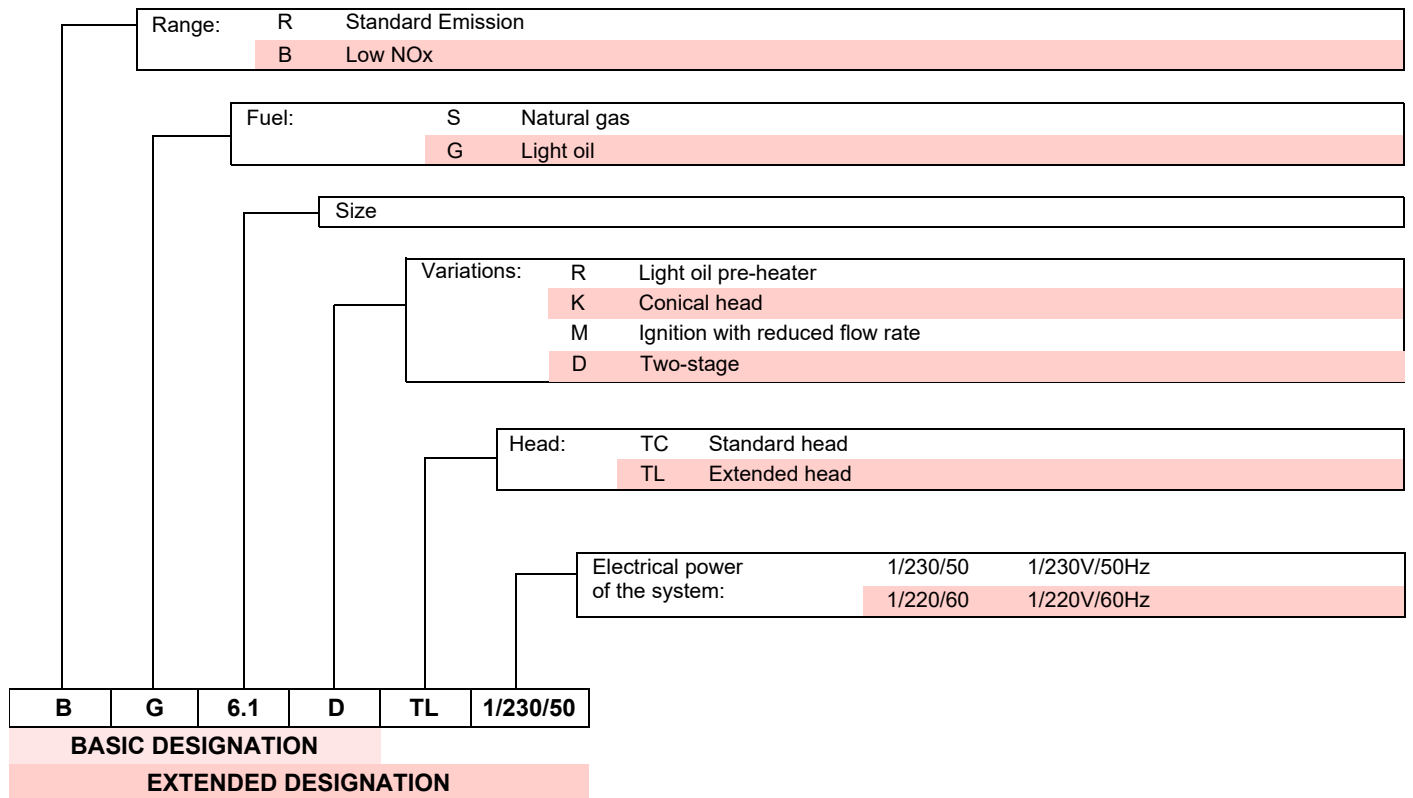 Range: R Standard Emission
B Low NOx
Fuel: S Natural gas
G Light oil
Size
Variations: R Light oil pre-heater
K Conical head
M Ignition with reduced flow rate
D Two-stage
Head: TC Standard head
TL Extended head
Electrical power 1/230/50 1/230V/50Hz
of the system: 1/220/60 1/220V/60Hz
B G 6.1 D TL 1/230/50
BASIC DESIGNATION
EXTENDED DESIGNATION